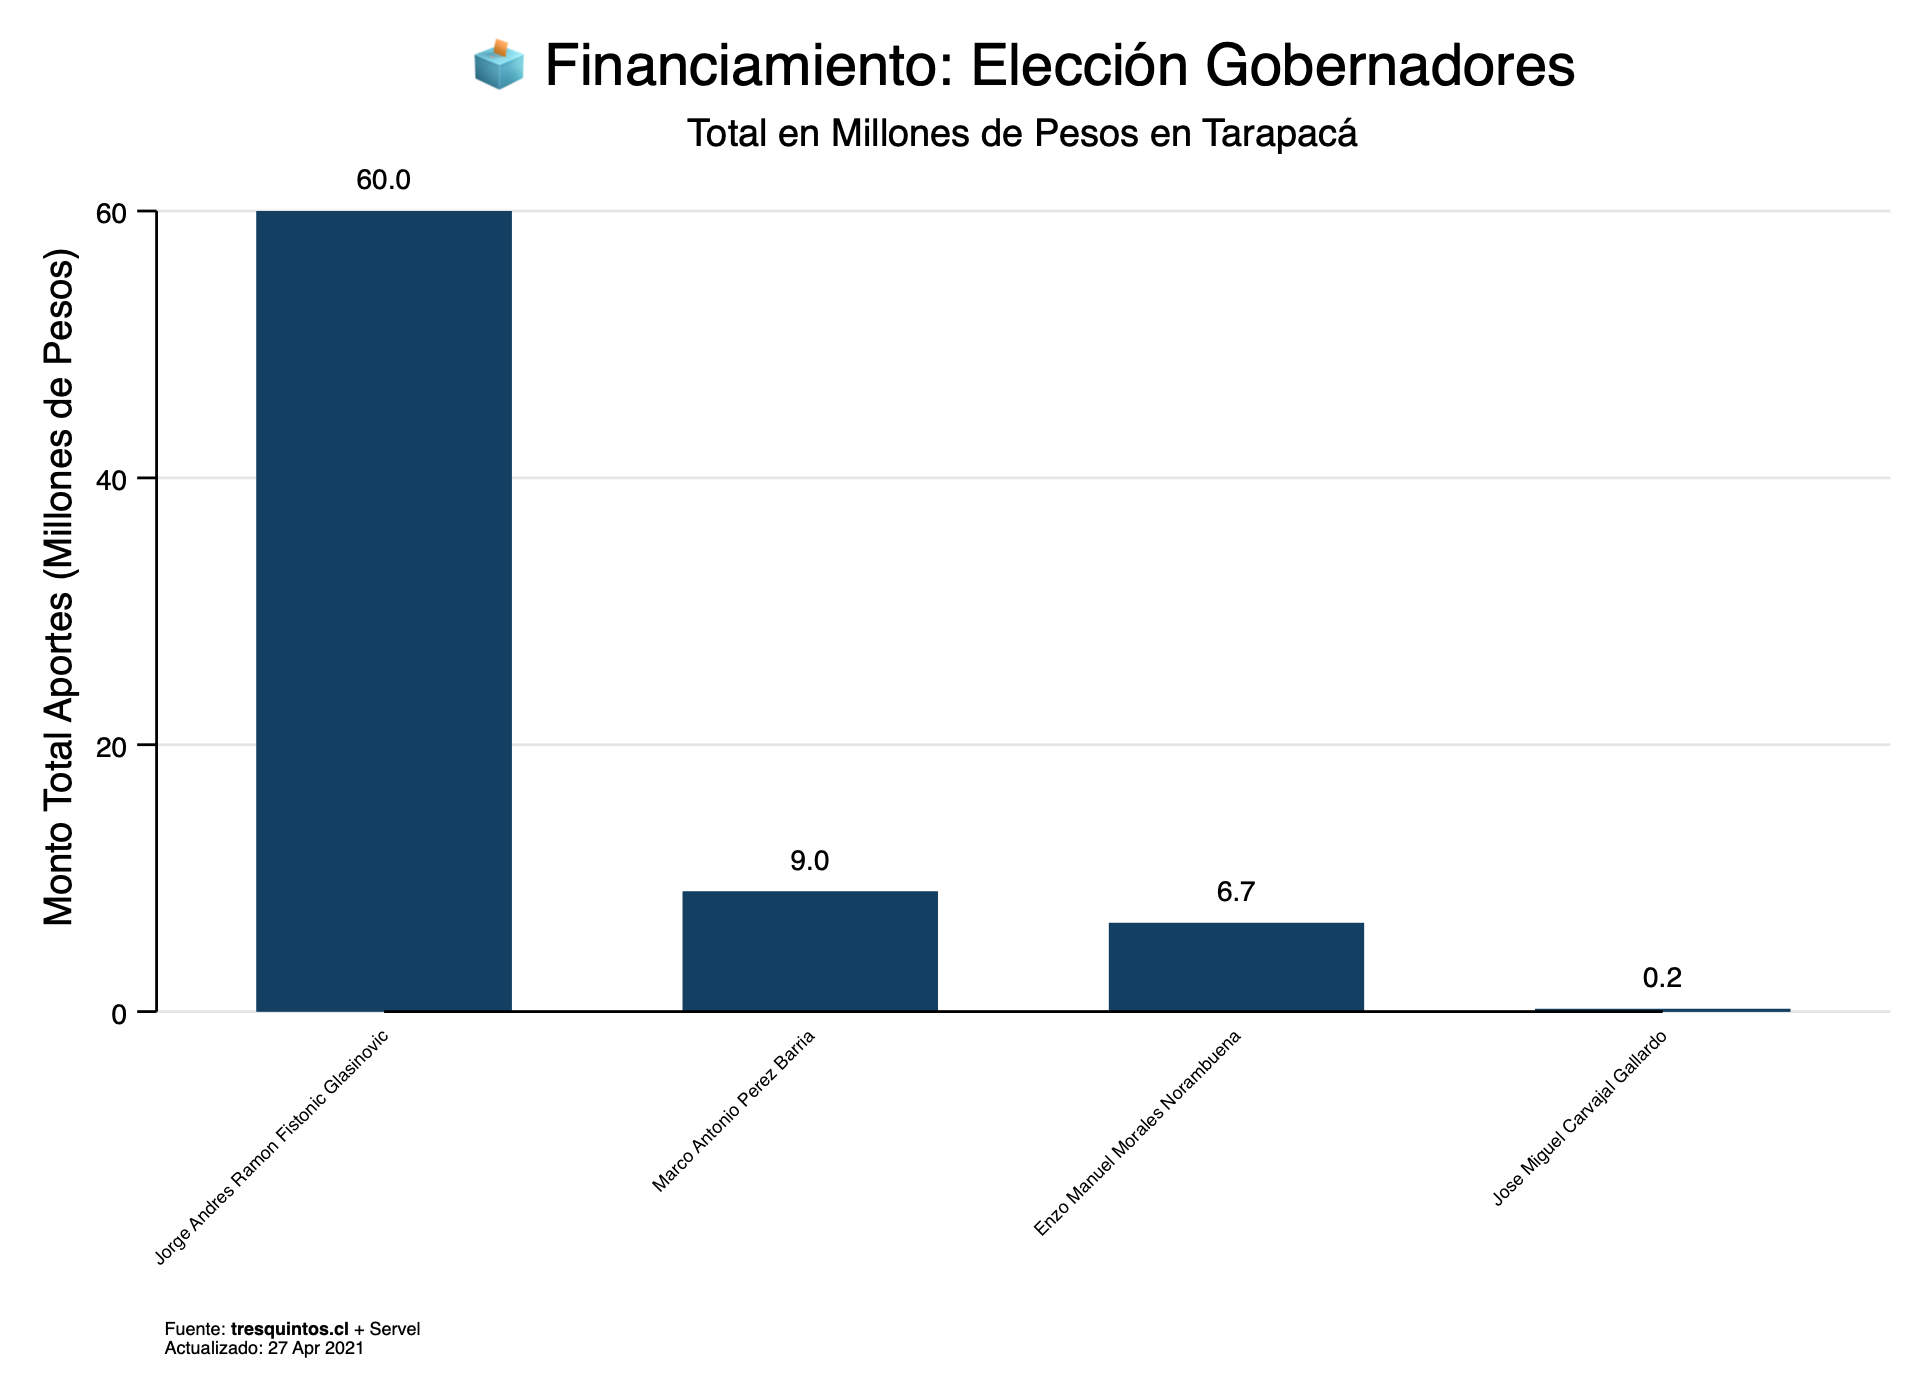 Financiamiento: Elección Gobernadores
Total en Millones de Pesos en Tarapacá
Monto Total Aportes (Millones de Pesos)
60
40
20
0
60.0
9.0
6.7
0.2
Jorge Andres Ramon Fistonic Glasinovic
Marco Antonio Perez Barria
Enzo Manuel Morales Norambuena
Jose Miguel Carvajal Gallardo
Fuente: tresquintos.cl + Servel
Actualizado: 27 Apr 2021